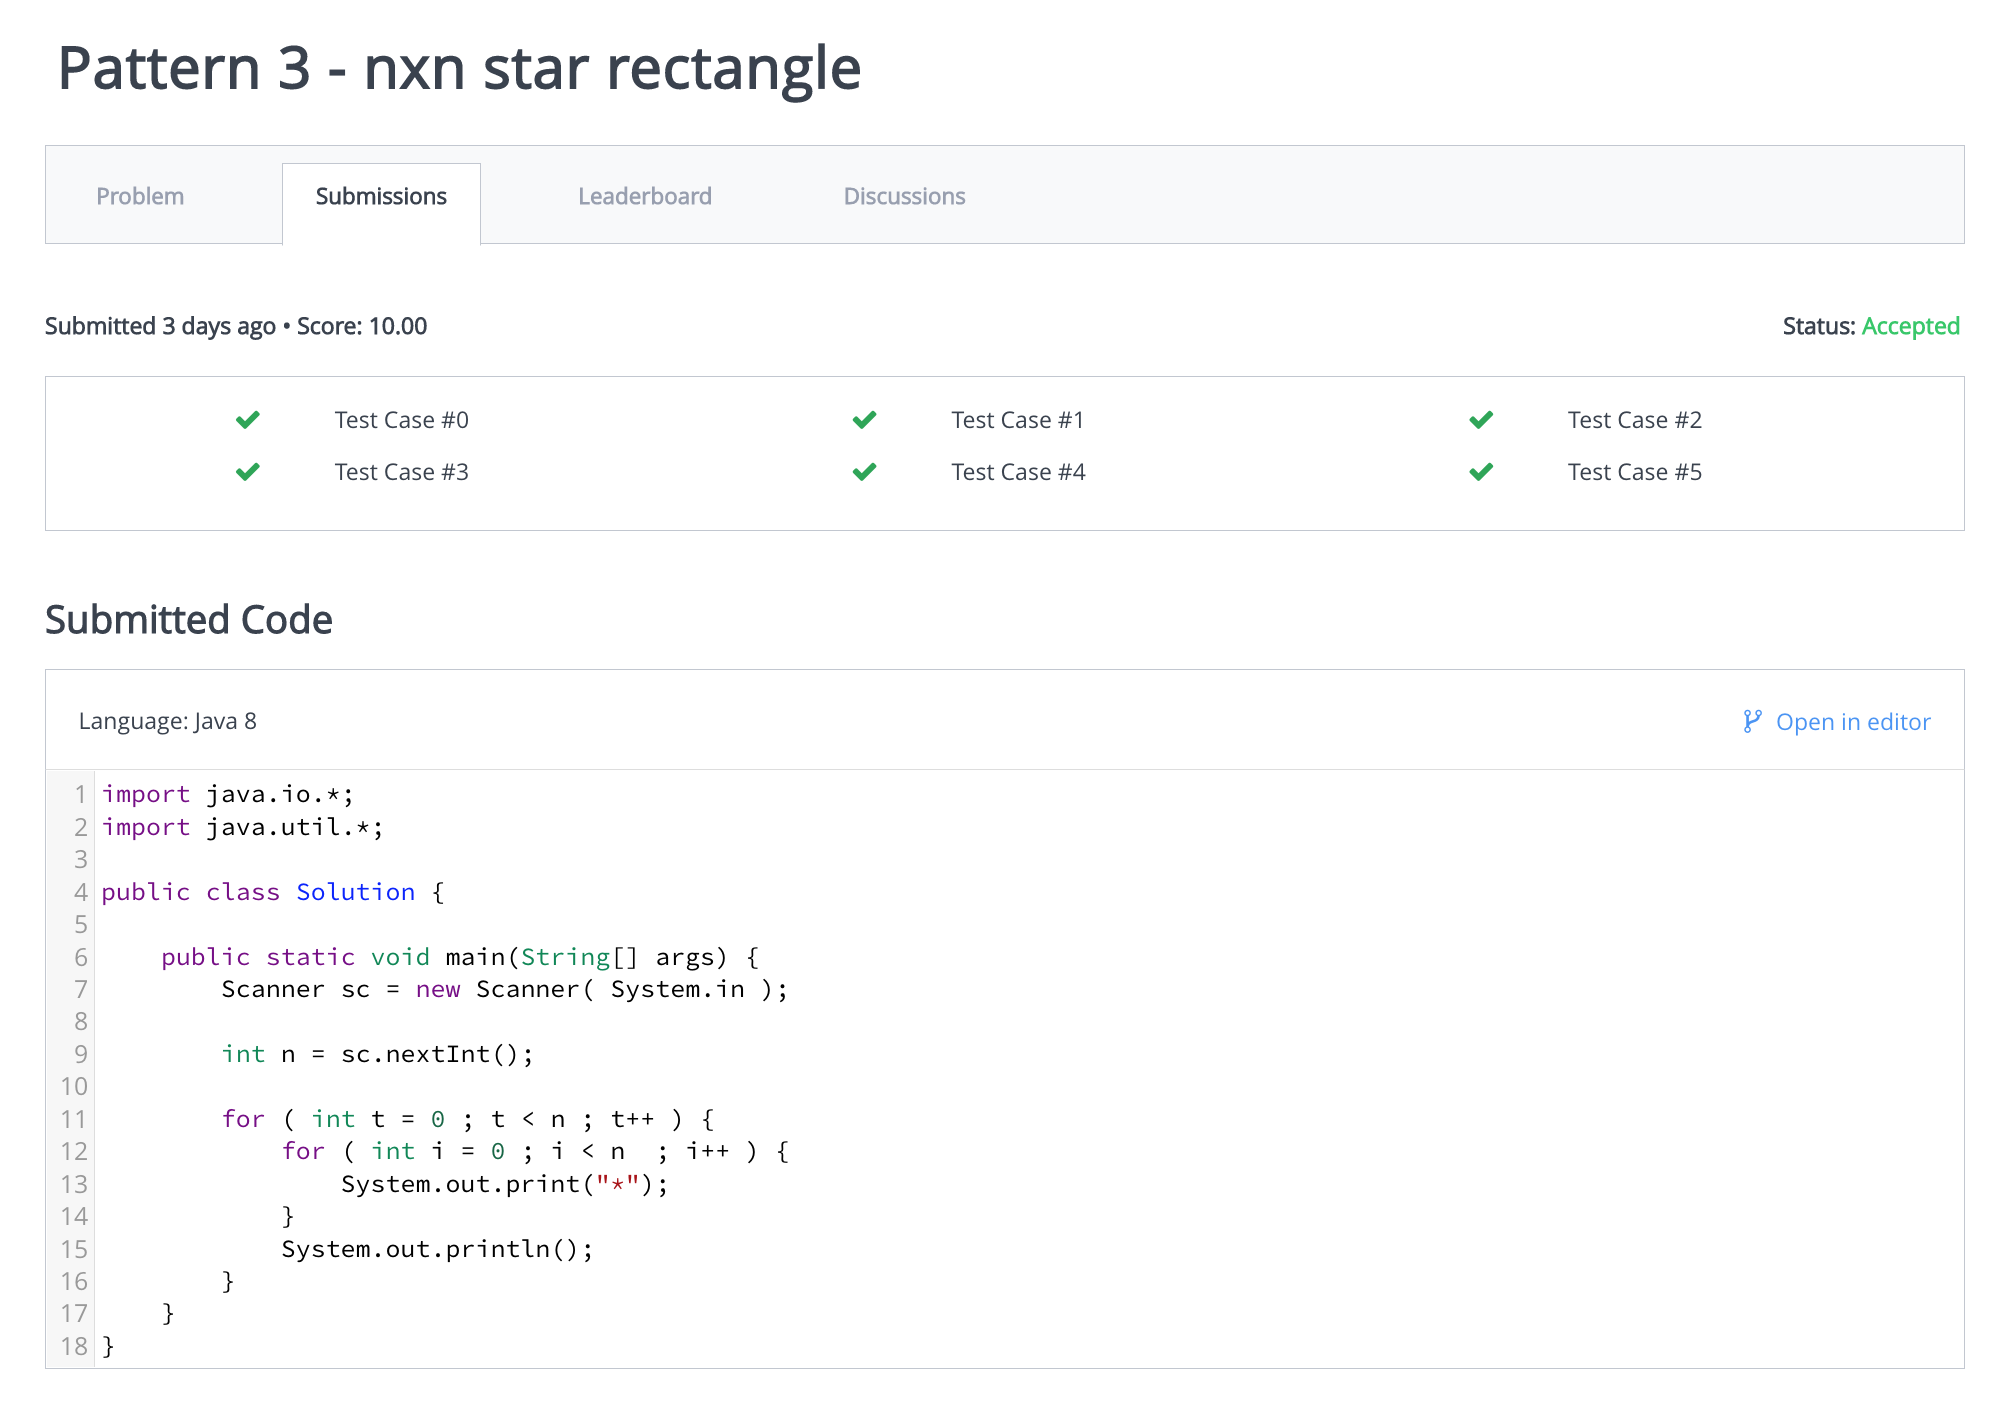 Pattern 3 - nxn star rectangle
Problem Submissions Leaderboard Discussions
Submitted 3 days ago • Score: 10.00 Status: Accepted
Test Case #0 Test Case #1 Test Case #2
Test Case #3 Test Case #4 Test Case #5
Submitted Code
Language: Java 8 Open in editor
1 import java.io.*;
2 import java.util.*;
3
4 public class Solution {
5
6     public static void main(String[] args) {
7         Scanner sc = new Scanner( System.in );
8
9         int n = sc.nextInt();
10
11         for ( int t = 0 ; t < n ; t++ ) {
12             for ( int i = 0 ; i < n  ; i++ ) {
13                 System.out.print("*");
14             }
15             System.out.println();
16         }
17     }
18 }